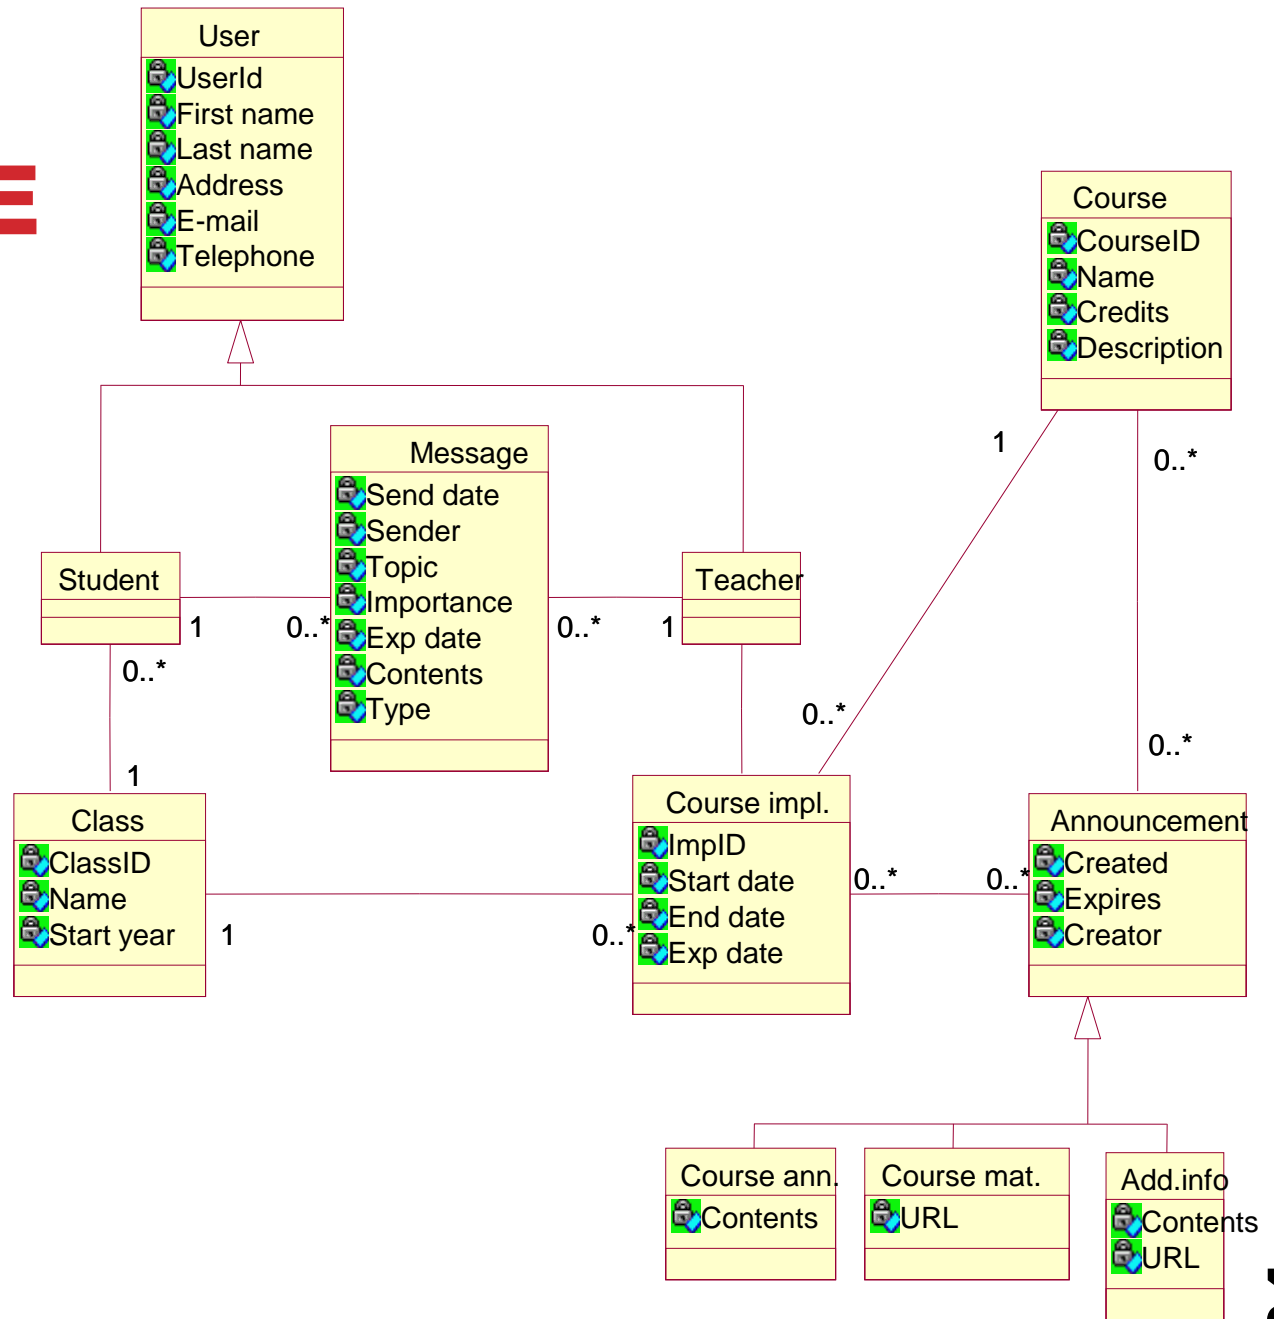 User
UserId
First name
Last name
Address
E-mail
Telephone
Course
CourseID
Name
Credits
Description
1
0..*
Message
Send date
Sender
Topic
Importance
Exp date
Contents
Type
Student
Teacher
1
0..*
0..*
1
0..*
0..*
0..*
1
Class
ClassID
Name
Start year
1
0..*
Course impl.
ImpID
Start date
End date
Exp date
0..*
0..*
Announcement
Created
Expires
Creator
Course ann.
Contents
Course mat.
URL
Add.info
Contents
URL